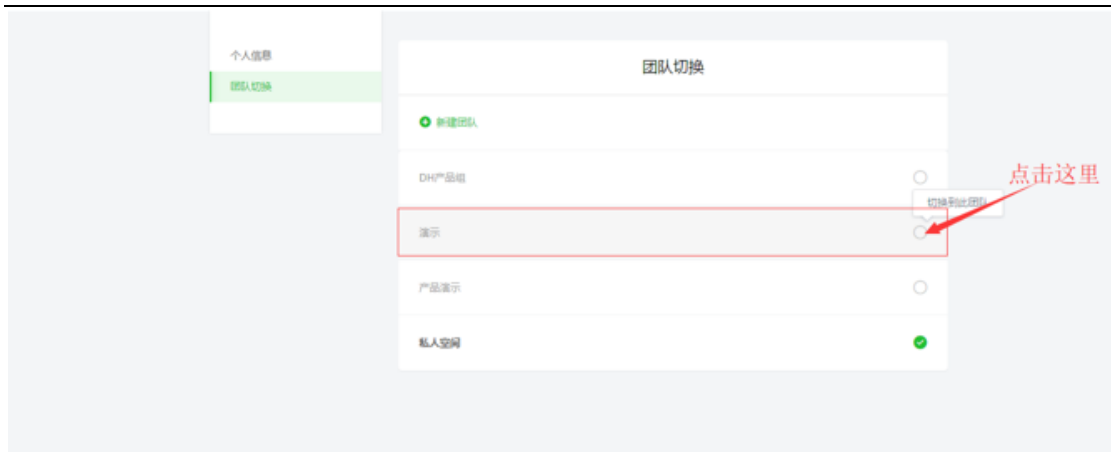 个人信息
团队切换
团队切换
新建团队
DH产品组
点击这里
切换到此团队
演示
产品演示
私人空间